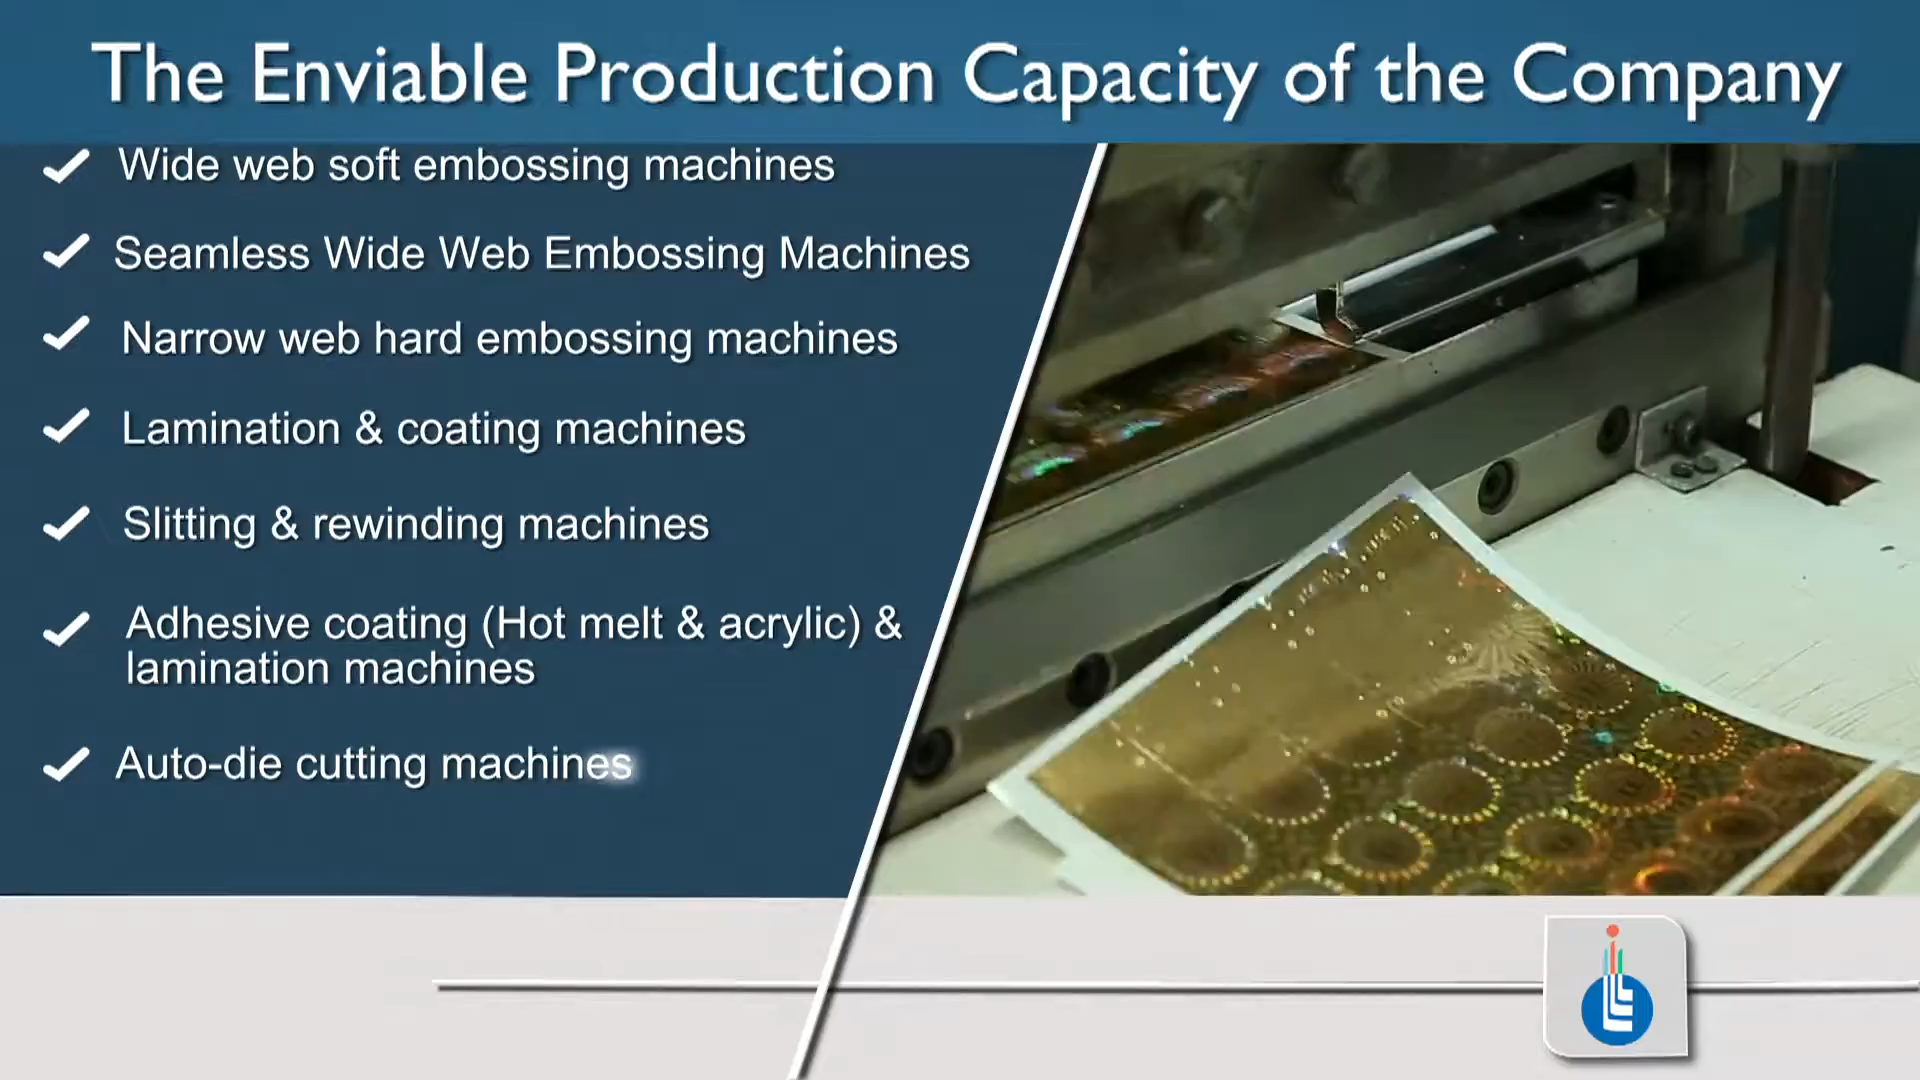 The Enviable Production Capacity of the Company
Wide web soft embossing machines
Seamless Wide Web Embossing Machines
Narrow web hard embossing machines
Lamination & coating machines
Slitting & rewinding machines
Adhesive coating (Hot melt & acrylic) &
lamination machines
Auto-die cutting machines